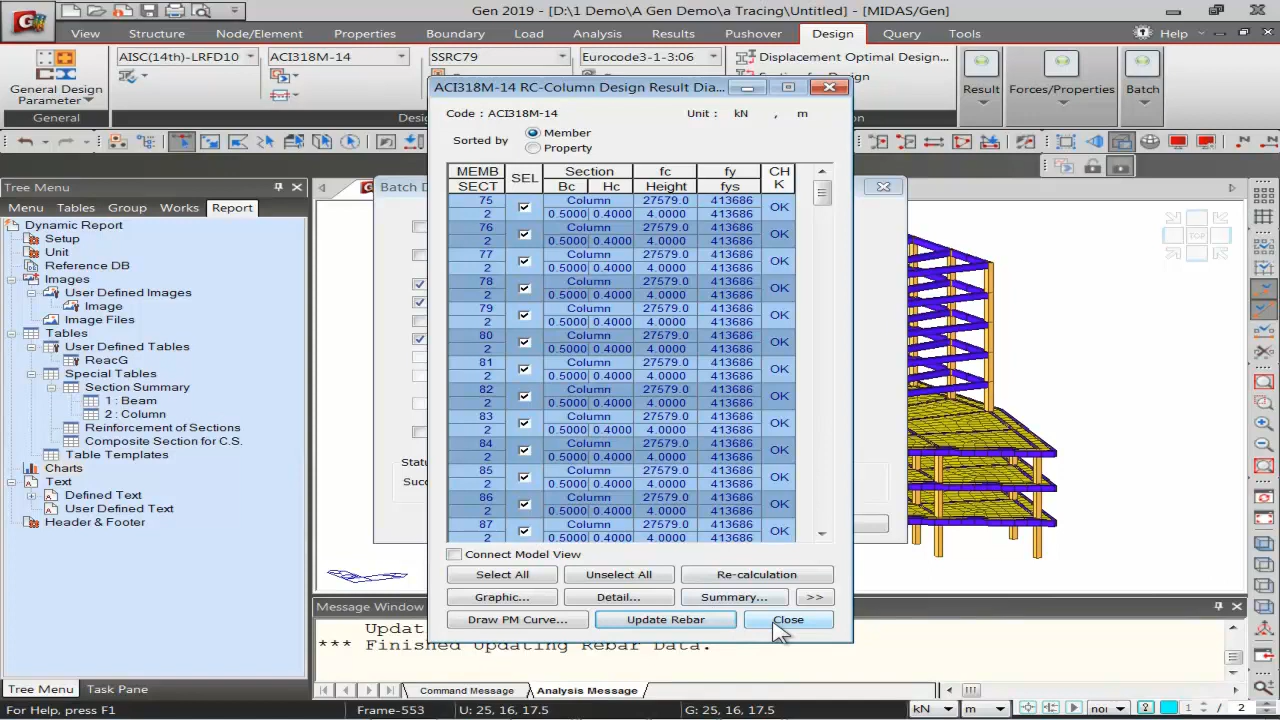 Gen 2019 - [D:\1 Demo\A Gen Demo\a Tracing\Untitled] - [MIDAS/Gen]
View Structure Node/Element Properties Boundary Load Analysis Results Pushover Design Query Tools Help
General Design Parameter
General
AISC(14th)-LRFD10 ACI318M-14 SSRC79 Eurocode3-1-3:06
Displacement Optimal Design...
Result Forces/Properties Batch
Tree Menu
Menu Tables Group Works Report
Dynamic Report
Setup
Unit
Reference DB
Images
User Defined Images
Image
Image Files
Tables
User Defined Tables
ReacG
Special Tables
Section Summary
1 : Beam
2 : Column
Reinforcement of Sections
Composite Section for C.S.
Table Templates
Charts
Text
Defined Text
User Defined Text
Header & Footer
Batch D
Statu
Succ
ACI318M-14 RC-Column Design Result Dia...
Code : ACI318M-14 Unit : kN , m
Sorted by Member
Property
MEMB SEL Section fc fy CH K
SECT Bc Hc Height fys
75 Column 27579.0 413686 OK
2 0.5000 0.4000 4.0000 413686
76 Column 27579.0 413686 OK
2 0.5000 0.4000 4.0000 413686
77 Column 27579.0 413686 OK
2 0.5000 0.4000 4.0000 413686
78 Column 27579.0 413686 OK
2 0.5000 0.4000 4.0000 413686
79 Column 27579.0 413686 OK
2 0.5000 0.4000 4.0000 413686
80 Column 27579.0 413686 OK
2 0.5000 0.4000 4.0000 413686
81 Column 27579.0 413686 OK
2 0.5000 0.4000 4.0000 413686
82 Column 27579.0 413686 OK
2 0.5000 0.4000 4.0000 413686
83 Column 27579.0 413686 OK
2 0.5000 0.4000 4.0000 413686
84 Column 27579.0 413686 OK
2 0.5000 0.4000 4.0000 413686
85 Column 27579.0 413686 OK
2 0.5000 0.4000 4.0000 413686
86 Column 27579.0 413686 OK
2 0.5000 0.4000 4.0000 413686
87 Column 27579.0 413686 OK
2 0.5000 0.4000 4.0000 413686
Connect Model View
Select All Unselect All Re-calculation
Graphic... Detail... Summary... >>
Draw PM Curve... Update Rebar Close
TOP
Message Window
Updat
*** Finished Updating Rebar Data.
Command Message Analysis Message
Tree Menu Task Pane
For Help, press F1 Frame-553 U: 25, 16, 17.5 G: 25, 16, 17.5 kN m 1 / 2